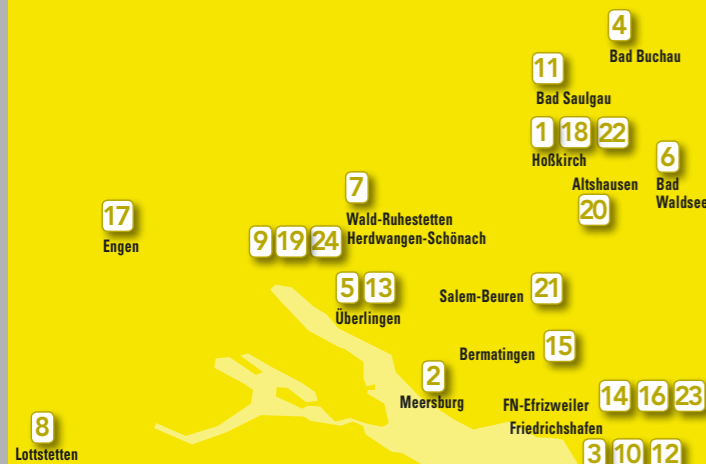 4
Bad Buchau
11
Bad Saulgau
1 18 22
Hoßkirch
6
Bad
Waldsee
Altshausen
20
7
Wald-Ruhestetten
17
Engen
9 19 24 Herdwangen-Schönach
5 13
Überlingen
Salem-Beuren 21
Bermatingen 15
2
Meersburg
FN-Efrizweiler 14 16 23
Friedrichshafen
3 10 12
8
Lottstetten